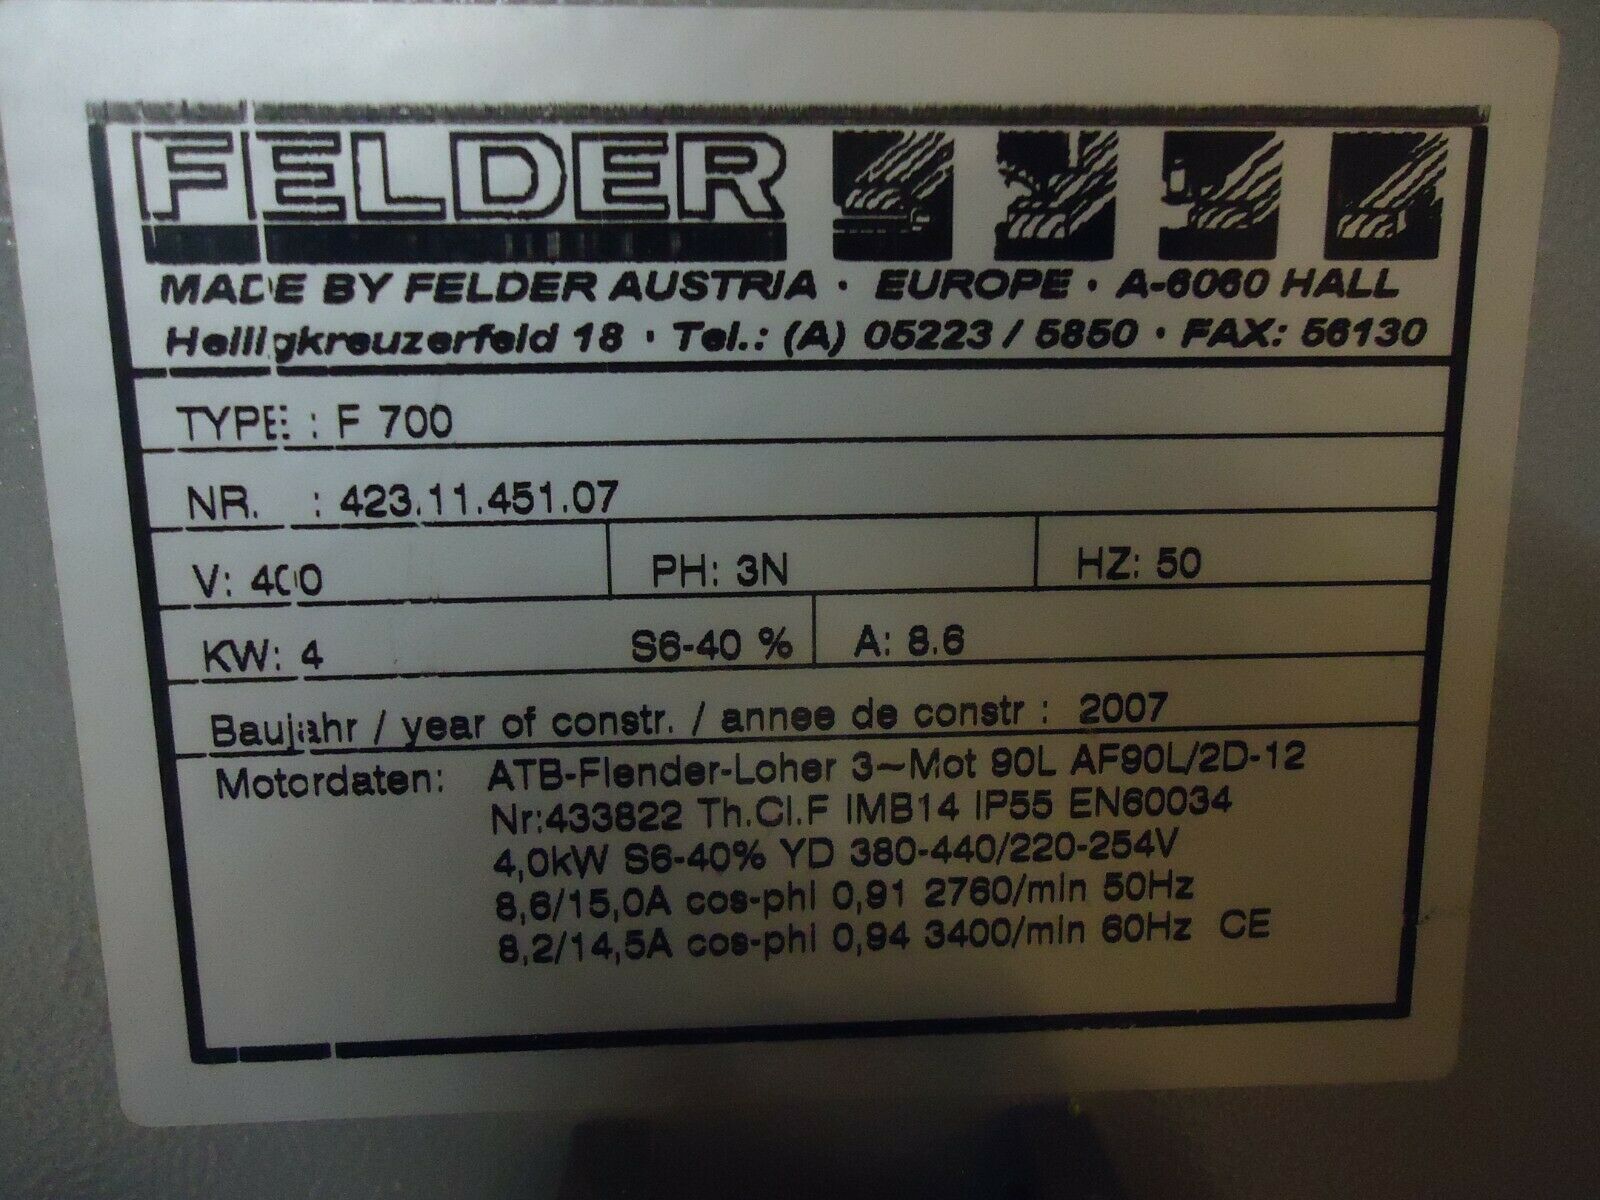 FELDER
MADE BY FELDER AUSTRIA · EUROPE · A-6060 HALL
Heiligkreuzerfeld 18 · Tel.: (A) 05223 / 5850 · FAX: 56130
TYPE : F 700
NR. : 423.11.451.07
V: 400 PH: 3N HZ: 50
KW: 4 S6-40 % A: 8.6
Baujahr / year of constr. / annee de constr : 2007
Motordaten: ATB-Flender-Loher 3~Mot 90L AF90L/2D-12
Nr:433822 Th.Cl.F IMB14 IP55 EN60034
4,0kW S6-40% YD 380-440/220-254V
8,6/15,0A cos-phi 0,91 2760/min 50Hz
8,2/14,5A cos-phi 0,94 3400/min 60Hz CE